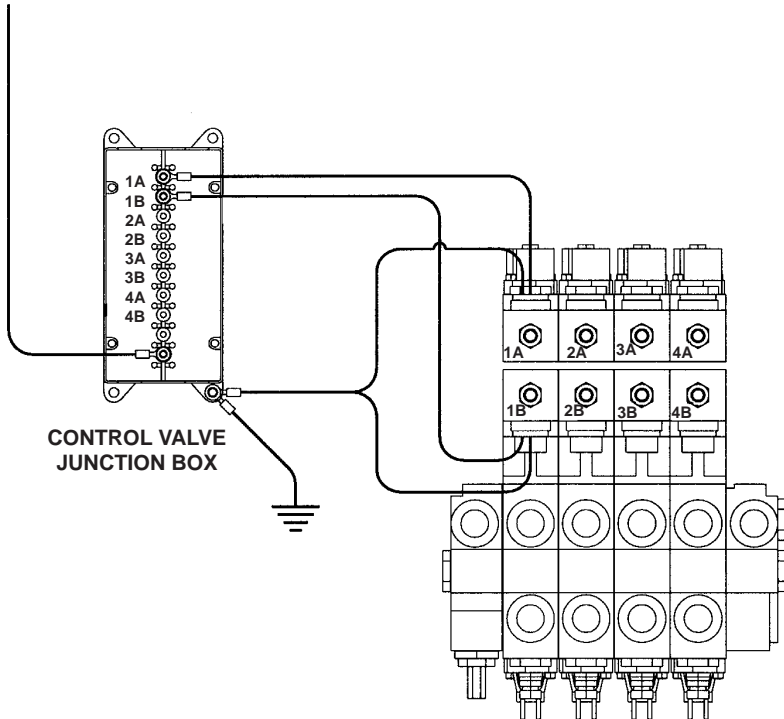 1A
1B
2A
2B
3A
3B
4A
4B
CONTROL VALVE
JUNCTION BOX
1A 2A 3A 4A
1B 2B 3B 4B